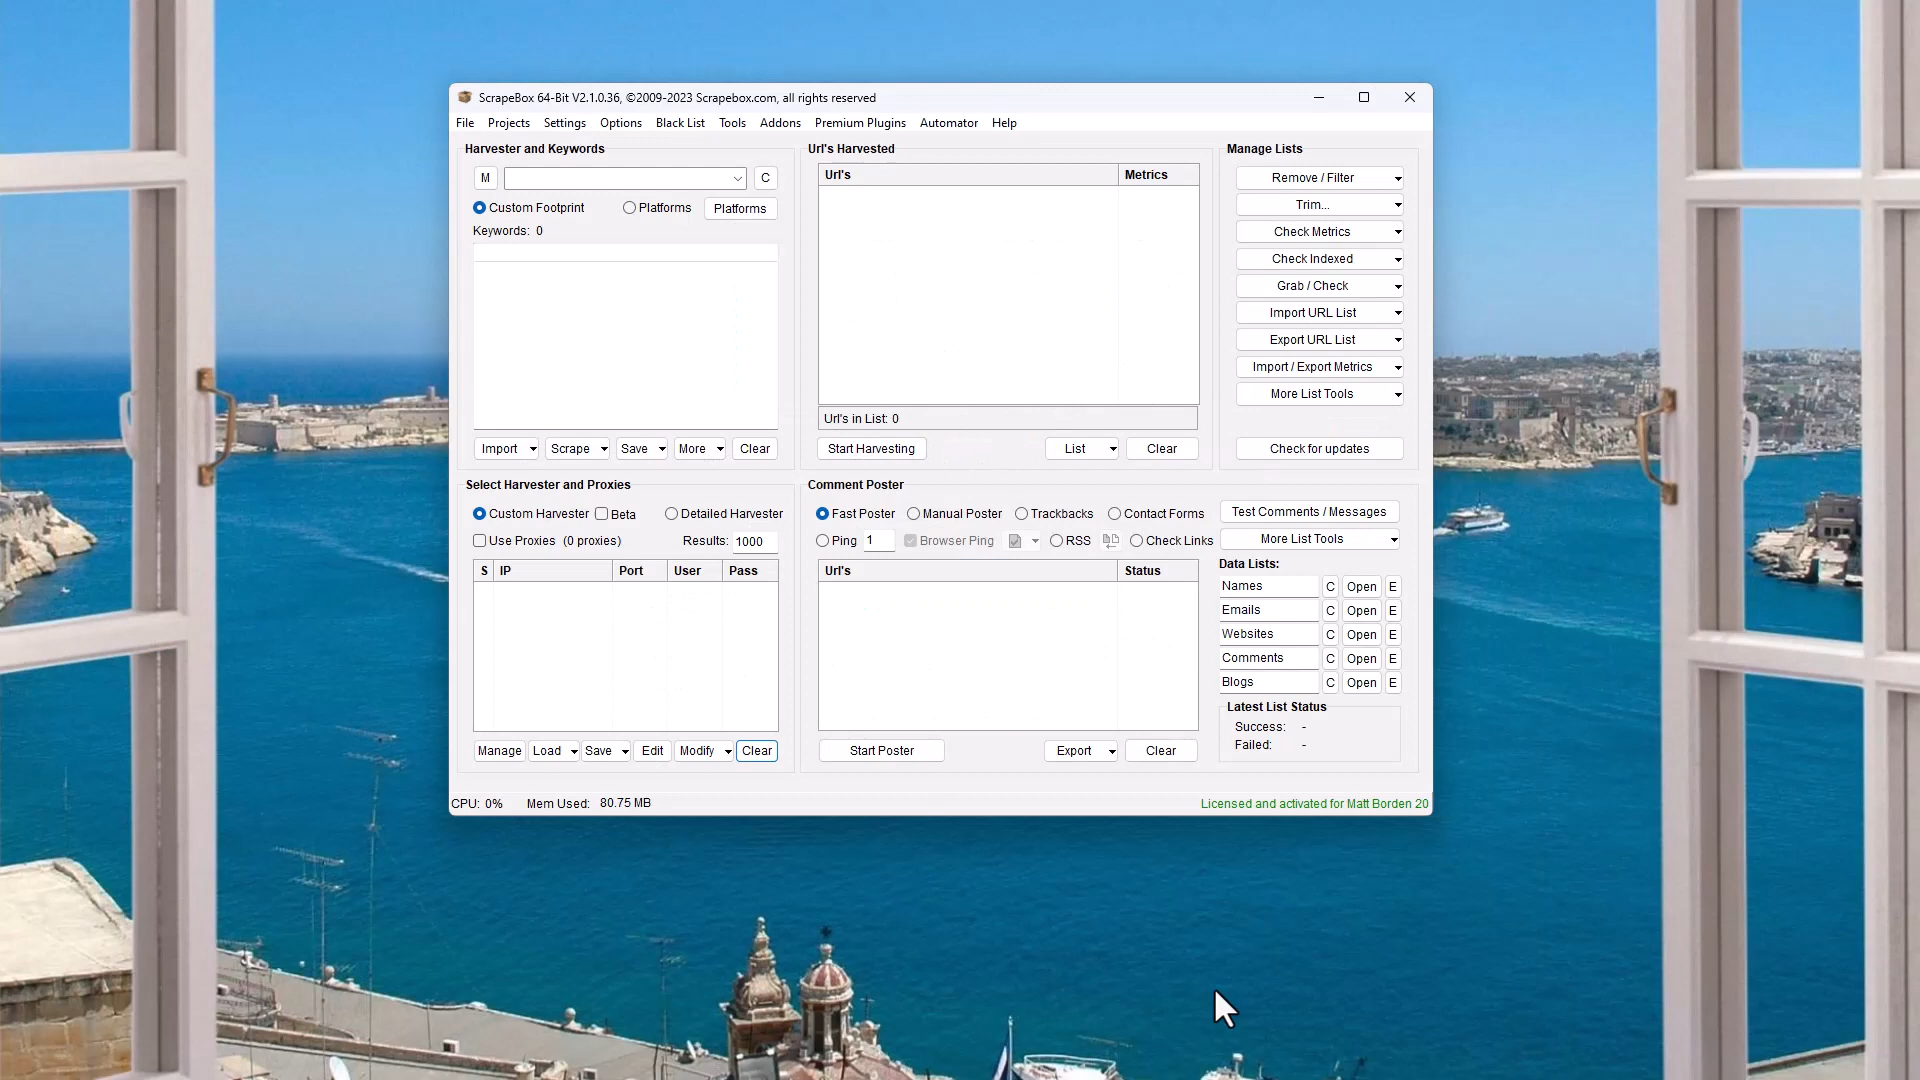 ScrapeBox 64-Bit V2.1.0.36, ©2009-2023 Scrapebox.com, all rights reserved
File Projects Settings Options Black List Tools Addons Premium Plugins Automator Help
Harvester and Keywords
M C
Custom Footprint Platforms Platforms
Keywords: 0
Import Scrape Save More Clear
Url's Harvested
Url's Metrics
Url's in List: 0
Start Harvesting List Clear
Manage Lists
Remove / Filter
Trim...
Check Metrics
Check Indexed
Grab / Check
Import URL List
Export URL List
Import / Export Metrics
More List Tools
Check for updates
Select Harvester and Proxies
Custom Harvester Beta Detailed Harvester
Use Proxies (0 proxies) Results: 1000
S IP Port User Pass
Manage Load Save Edit Modify Clear
Comment Poster
Fast Poster Manual Poster Trackbacks Contact Forms
Ping 1 Browser Ping RSS Check Links
Url's Status
Start Poster Export Clear
Test Comments / Messages
More List Tools
Data Lists:
Names C Open E
Emails C Open E
Websites C Open E
Comments C Open E
Blogs C Open E
Latest List Status
Success: -
Failed: -
CPU: 0% Mem Used: 80.75 MB Licensed and activated for Matt Borden 20